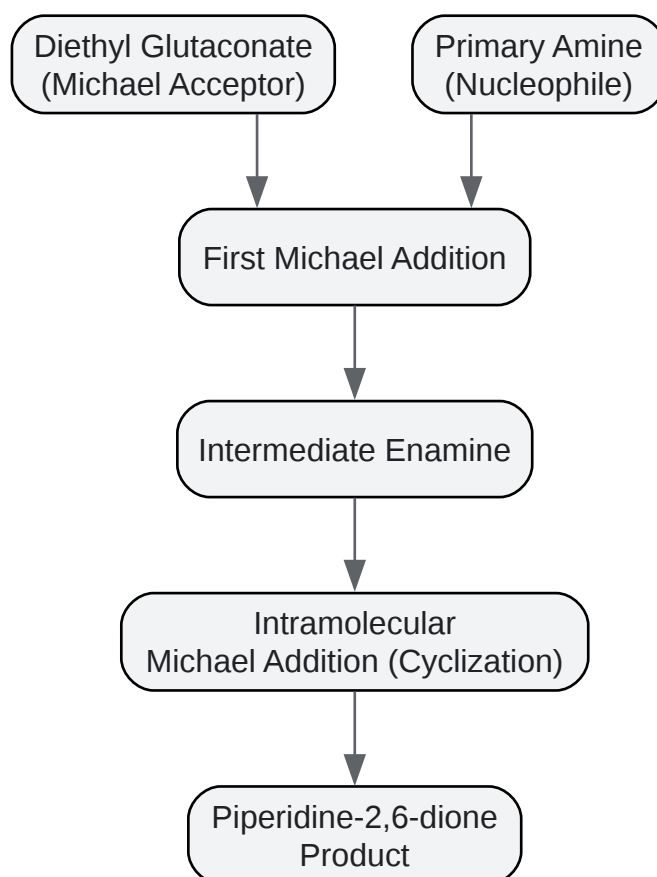 Diethyl Glutaconate
(Michael Acceptor)
Primary Amine
(Nucleophile)
First Michael Addition
Intermediate Enamine
Intramolecular
Michael Addition (Cyclization)
Piperidine-2,6-dione
Product